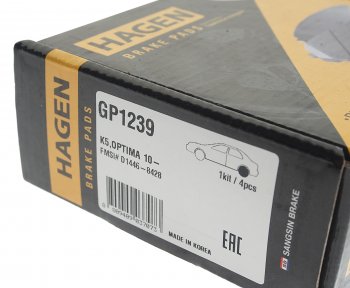 HAGEN
BRAKE PADS
HAGEN
BRAKE PADS
GP1239
K5,OPTIMA 10-
FMSI# D1446-8428
1kit / 4pcs
MADE IN KOREA
EAC
SANGSIN BRAKE